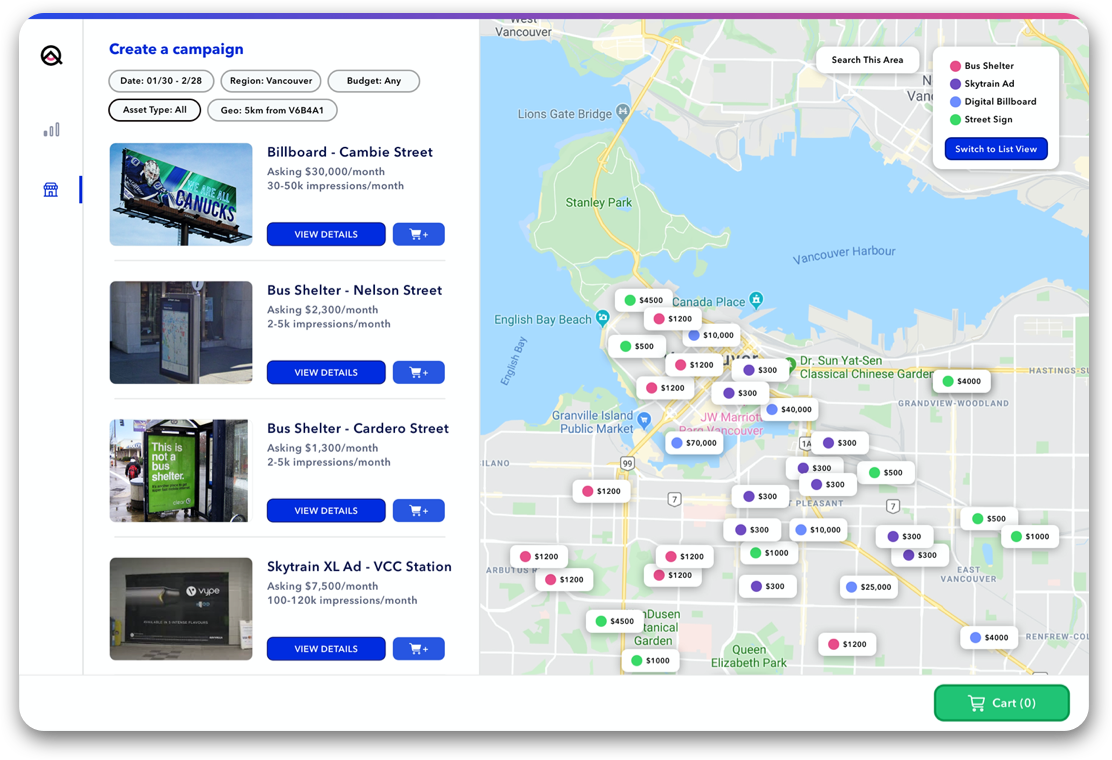 Create a campaign
Date: 01/30 - 2/28
Region: Vancouver
Budget: Any
Asset Type: All
Geo: 5km from V6B4A1
WE ARE ALL
CANUCKS
Billboard - Cambie Street
Asking $30,000/month
30-50k impressions/month
VIEW DETAILS
+
Bus Shelter - Nelson Street
Asking $2,300/month
2-5k impressions/month
VIEW DETAILS
+
This is
not a
bus
shelter.
Bus Shelter - Cardero Street
Asking $1,300/month
2-5k impressions/month
VIEW DETAILS
+
vype
Skytrain XL Ad - VCC Station
Asking $7,500/month
100-120k impressions/month
VIEW DETAILS
+
West
Vancouver
Search This Area
Bus Shelter
Skytrain Ad
Digital Billboard
Street Sign
Switch to List View
Lions Gate Bridge
Stanley Park
Vancouver Harbour
$4500
Canada Place
$1200
English Bay Beach
$10,000
$500
English Bay
$1200
$300
Dr. Sun Yat-Sen
Classical Chinese Garden
HASTINGS-SU
$4000
$1200
$300
GRANDVIEW-WOODLAND
$40,000
Granville Island
Public Market
JW Marriott
Parq Vancouver
$70,000
1A
$300
ILANO
99
$300
$500
$300
$1200
7
$300
T PLEASANT
7
$500
$300
$10,000
$300
$1000
$1200
$1200
$1000
$300
ARBUTUS R
$1200
$1200
EAST
VANCOUVER
$300
$25,000
$4500
nDusen
tanical
Garden
$1200
$4000
RENFREW-COL
$1000
Queen
Elizabeth Park
Cart (0)